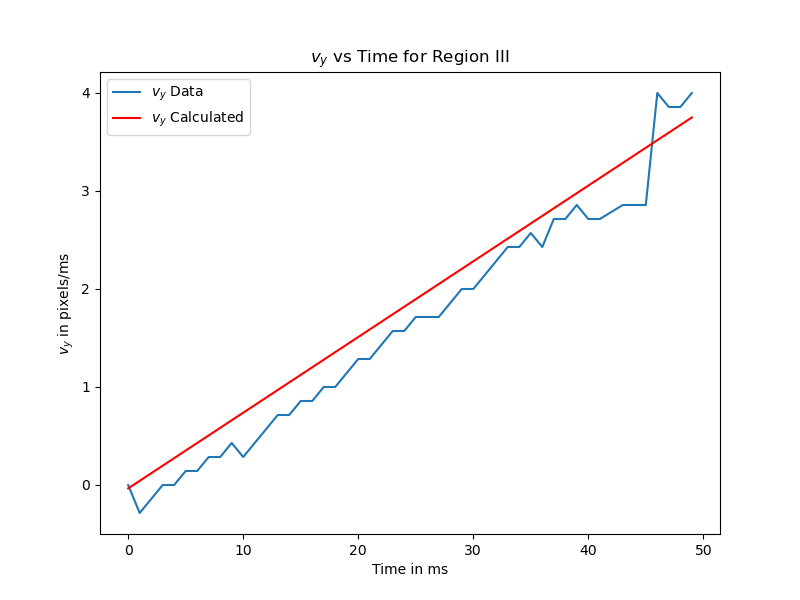 v_y vs Time for Region III
v_y Data
v_y Calculated
v_y in pixels/ms
4
3
2
1
0
0 10 20 30 40 50
Time in ms